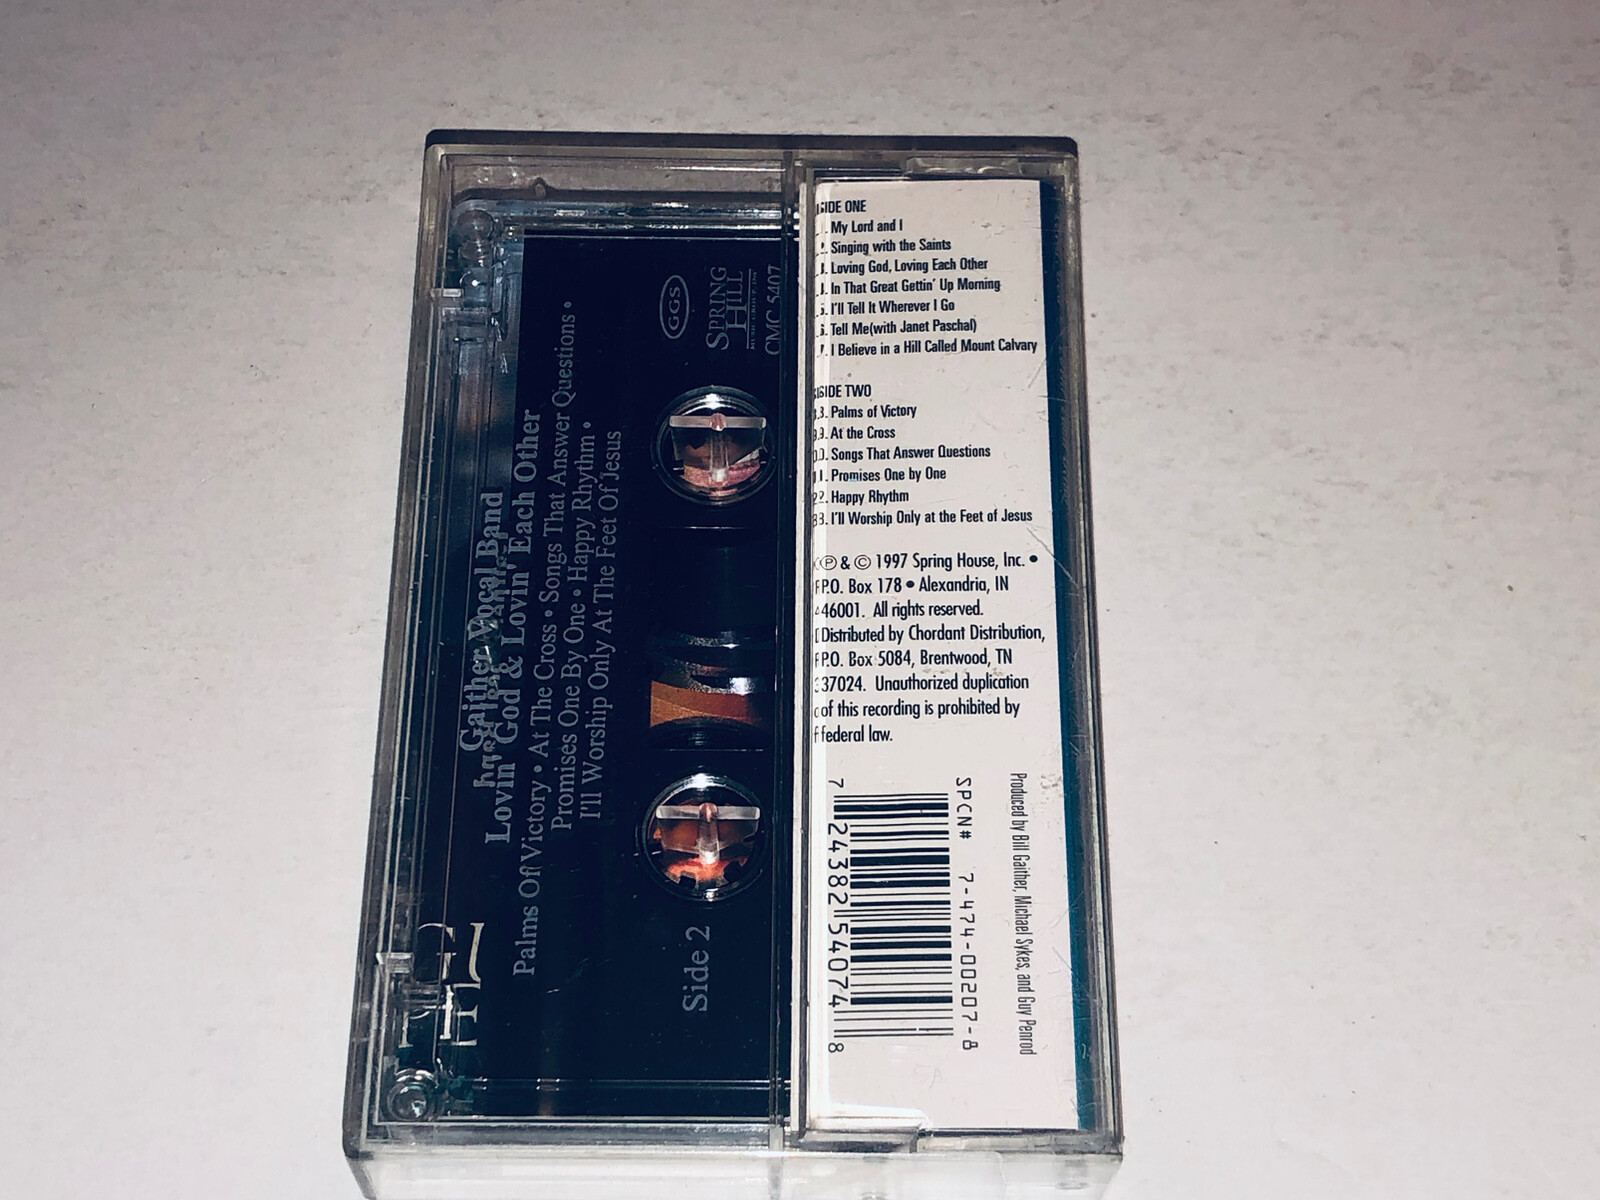 Gaither Vocal Band
Lovin' God & Lovin' Each Other
Palms Of Victory • At The Cross • Songs That Answer Questions •
Promises One By One • Happy Rhythm •
I'll Worship Only At The Feet Of Jesus
GGS
SPRING
HILL
CMC 5407
Side 2
SIDE ONE
My Lord and I
Singing with the Saints
Loving God, Loving Each Other
In That Great Gettin' Up Morning
I'll Tell It Wherever I Go
Tell Me(with Janet Paschal)
I Believe in a Hill Called Mount Calvary
SIDE TWO
Palms of Victory
At the Cross
Songs That Answer Questions
Promises One by One
Happy Rhythm
I'll Worship Only at the Feet of Jesus
℗ & © 1997 Spring House, Inc. •
P.O. Box 178 • Alexandria, IN
46001. All rights reserved.
Distributed by Chordant Distribution,
P.O. Box 5084, Brentwood, TN
37024. Unauthorized duplication
of this recording is prohibited by
federal law.
Produced by Bill Gaither, Michael Sykes, and Guy Penrod
SPCN# 7-474-00207-8
7 24382 54074 8